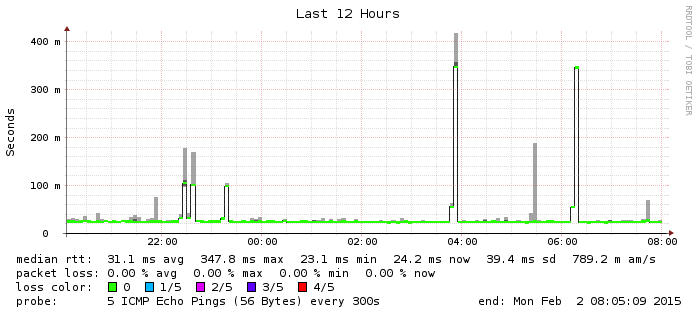 Last 12 Hours
RRDTOOL / TOBI OETIKER
Seconds
400 m
300 m
200 m
100 m
0
22:00 00:00 02:00 04:00 06:00 08:00
median rtt: 31.1 ms avg 347.8 ms max 23.1 ms min 24.2 ms now 39.4 ms sd 789.2 m am/s
packet loss: 0.00 % avg 0.00 % max 0.00 % min 0.00 % now
loss color: 0 1/5 2/5 3/5 4/5
probe: 5 ICMP Echo Pings (56 Bytes) every 300s end: Mon Feb 2 08:05:09 2015